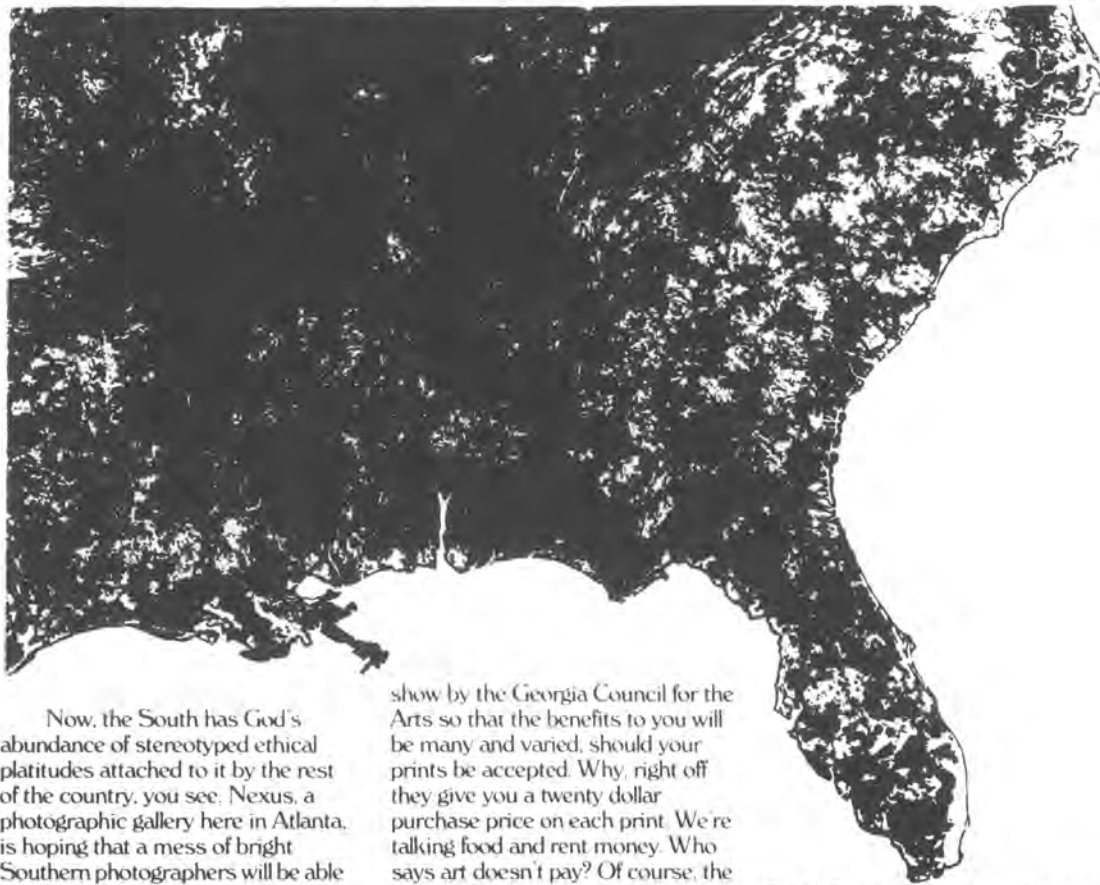 Now, the South has God's
abundance of stereotyped ethical
platitudes attached to it by the rest
of the country, you see. Nexus, a
photographic gallery here in Atlanta,
is hoping that a mess of bright
Southern photographers will be able
show by the Georgia Council for the
Arts so that the benefits to you will
be many and varied, should your
prints be accepted. Why, right off
they give you a twenty dollar
purchase price on each print. We're
talking food and rent money. Who
says art doesn't pay? Of course, the